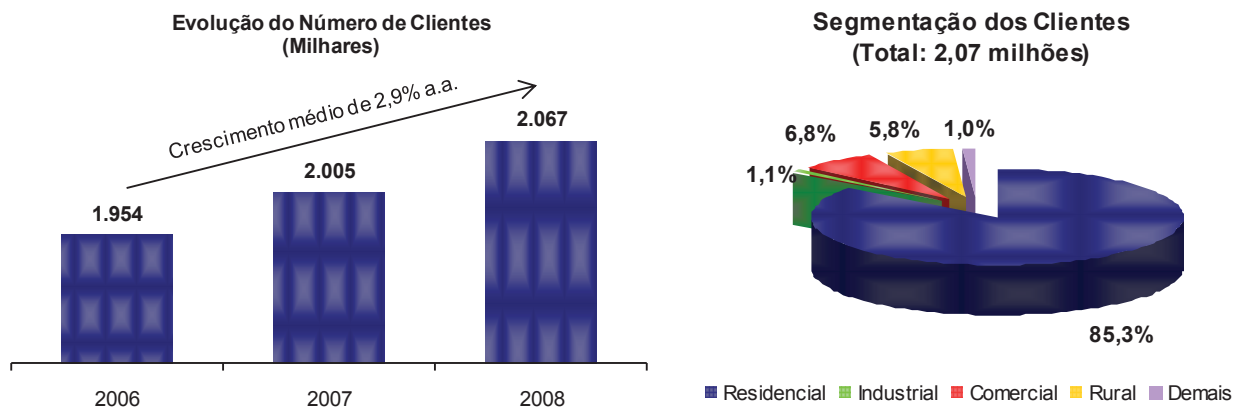 Evolução do Número de Clientes
(Milhares)
Crescimento médio de 2,9% a.a.
1.954
2.005
2.067
2006
2007
2008
Segmentação dos Clientes
(Total: 2,07 milhões)
1,1%
6,8%
5,8%
1,0%
85,3%
Residencial
Industrial
Comercial
Rural
Demais